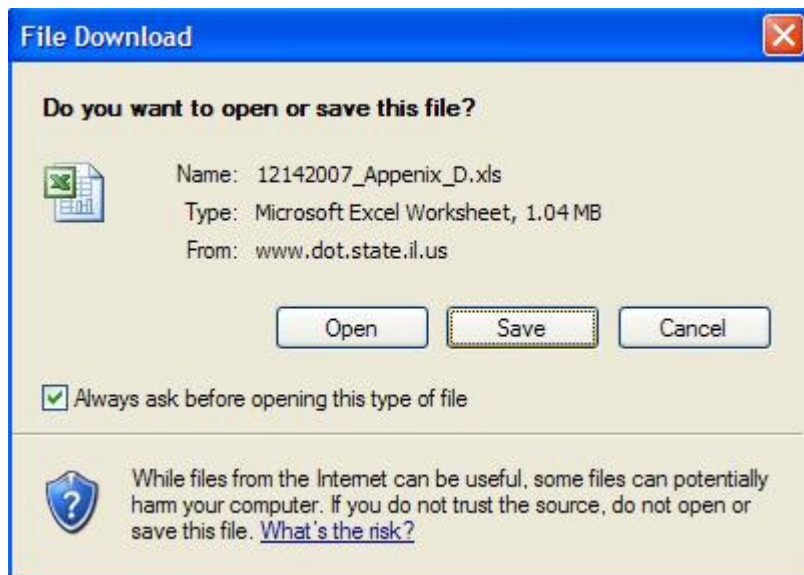 File Download
Do you want to open or save this file?
Name: 12142007_Appenix_D.xls
Type: Microsoft Excel Worksheet, 1.04 MB
From: www.dot.state.il.us
Open Save Cancel
Always ask before opening this type of file
While files from the Internet can be useful, some files can potentially
harm your computer. If you do not trust the source, do not open or
save this file. What's the risk?